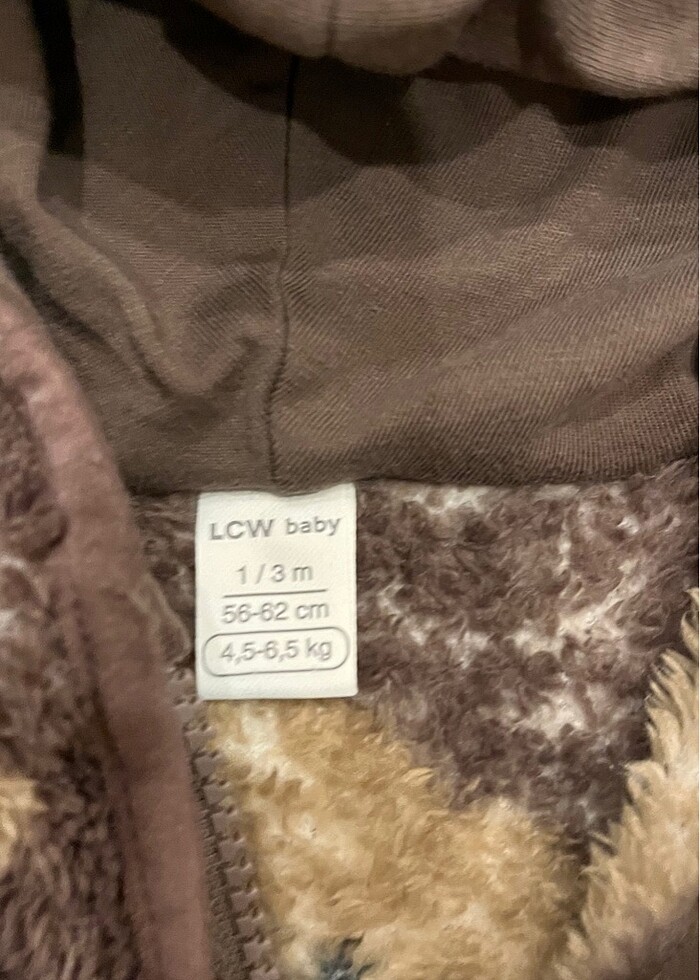 LCW baby
1 / 3 m
56-62 cm
4,5-6,5 kg